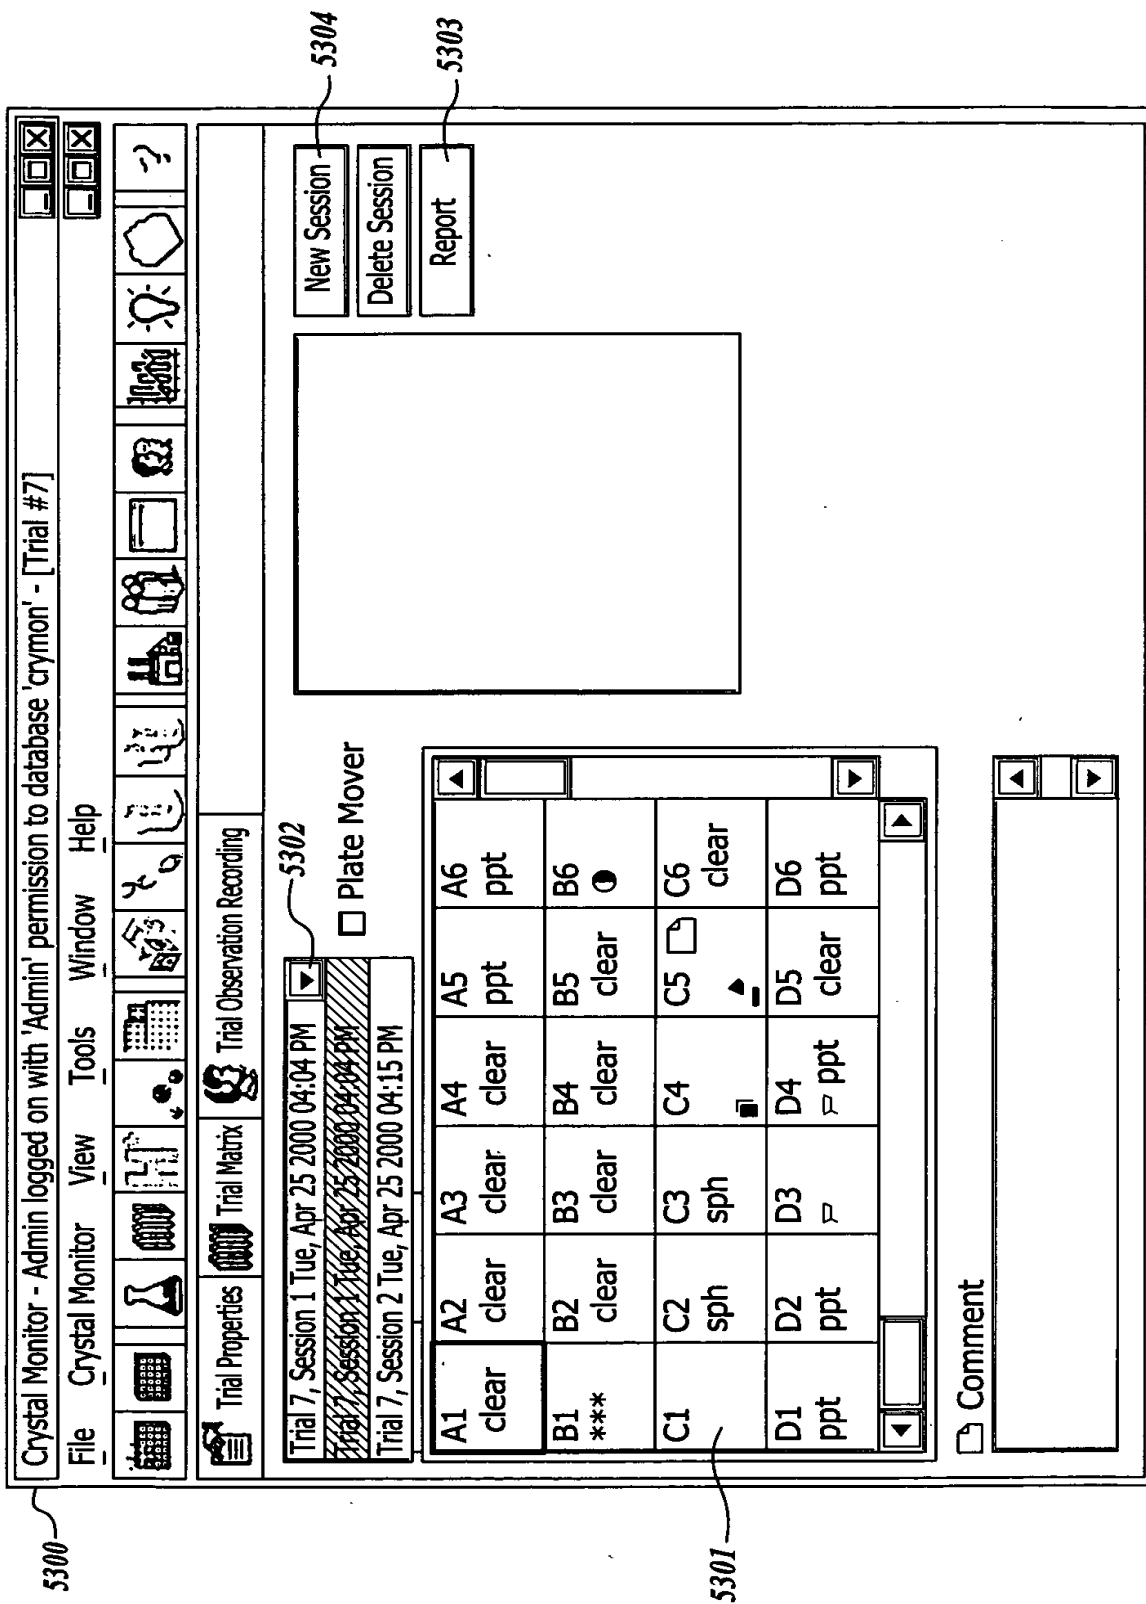 5300
Crystal Monitor - Admin logged on with 'Admin' permission to database 'crymon' - [Trial #7]
File Crystal Monitor View Tools Window Help
?
Trial Properties Trial Matrix Trial Observation Recording
Trial 7, Session 1 Tue, Apr 25 2000 04:04 PM
Trial 7, Session 1 Tue, Apr 25 2000 04:04 PM
Trial 7, Session 2 Tue, Apr 25 2000 04:15 PM
5302
Plate Mover
New Session
5304
Delete Session
Report
5303
A1 A2 A3 A4 A5 A6
clear clear clear clear ppt ppt
B1 B2 B3 B4 B5 B6
*** clear clear clear clear
C1 C2 C3 C4 C5 C6
sph sph clear
D1 D2 D3 D4 D5 D6
ppt ppt ppt clear ppt
5301
Comment